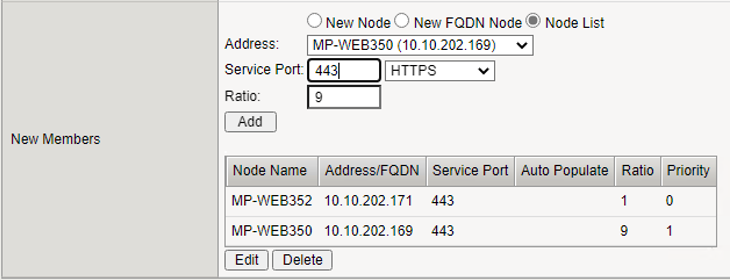 New Node New FQDN Node Node List
Address: MP-WEB350 (10.10.202.169)
Service Port: 443 HTTPS
Ratio: 9
Add
New Members
Node Name Address/FQDN Service Port Auto Populate Ratio Priority
MP-WEB352 10.10.202.171 443 1 0
MP-WEB350 10.10.202.169 443 9 1
Edit Delete